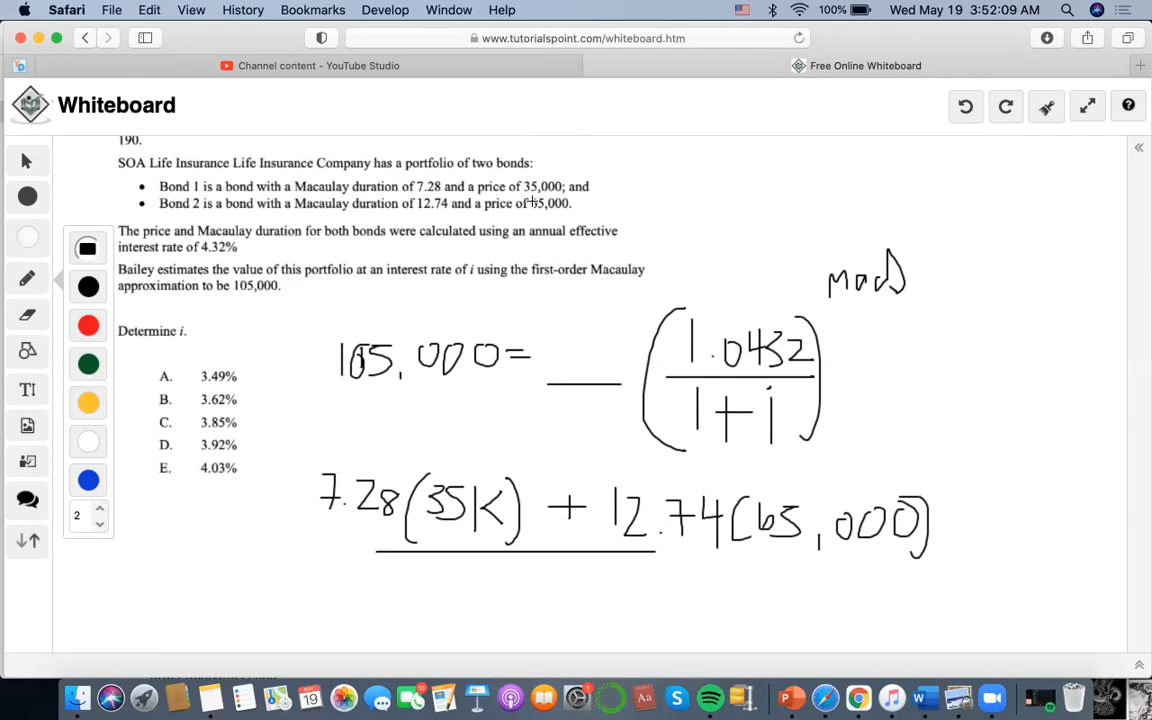 Safari File Edit View History Bookmarks Develop Window Help 100% Wed May 19 3:52:09 AM
www.tutorialspoint.com/whiteboard.htm
Channel content - YouTube Studio Free Online Whiteboard
Whiteboard
190.
SOA Life Insurance Life Insurance Company has a portfolio of two bonds:
• Bond 1 is a bond with a Macaulay duration of 7.28 and a price of 35,000; and
• Bond 2 is a bond with a Macaulay duration of 12.74 and a price of 65,000.
The price and Macaulay duration for both bonds were calculated using an annual effective
interest rate of 4.32%
Bailey estimates the value of this portfolio at an interest rate of i using the first-order Macaulay
approximation to be 105,000.
Determine i.
A. 3.49%
B. 3.62%
C. 3.85%
D. 3.92%
E. 4.03%
2
macD
105,000= ___ (1.0432
1+i)
7.28(35K) + 12.74(65,000)